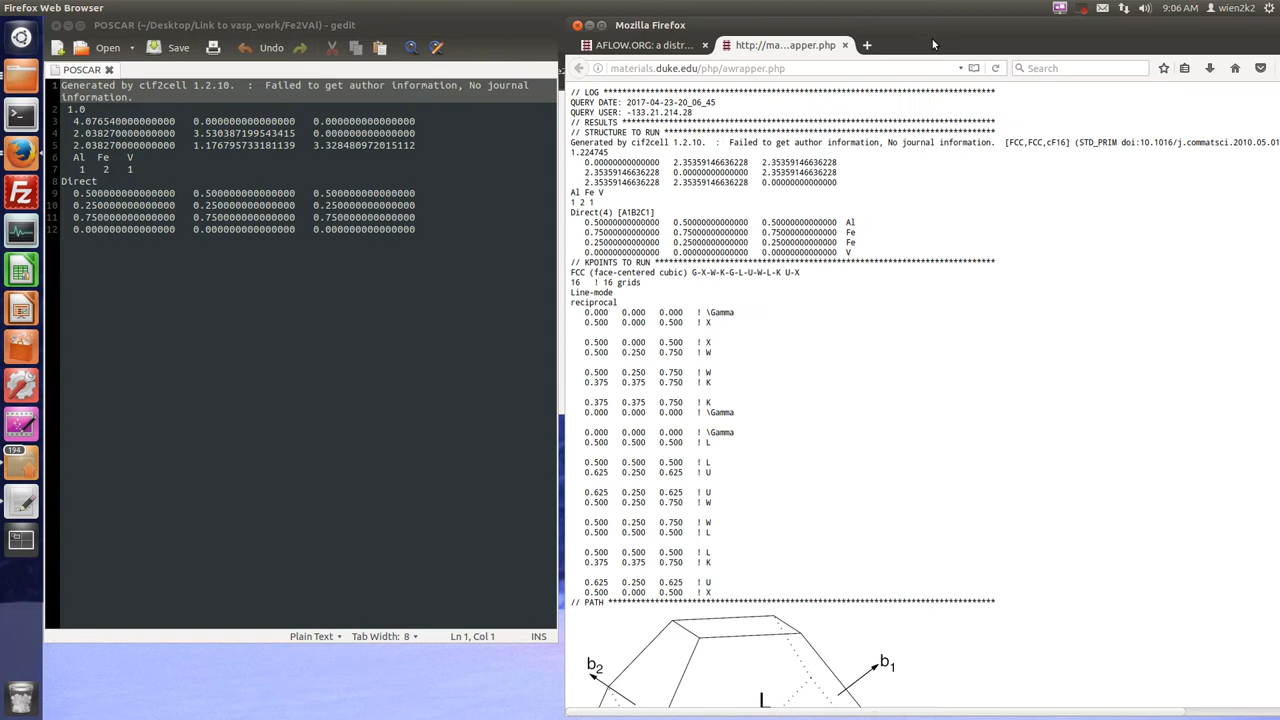 Firefox Web Browser
9:06 AM
wien2k2
POSCAR (~/Desktop/Link to vasp_work/Fe2VAl) - gedit
Open
Save
Undo
POSCAR
1 Generated by cif2cell 1.2.10.  :  Failed to get author information, No journal
information.
2 1.0
3 4.076540000000000 0.000000000000000 0.000000000000000
4 2.038270000000000 3.530387199543415 0.000000000000000
5 2.038270000000000 1.176795733181139 3.328480972015112
6 Al Fe V
7 1 2 1
8 Direct
9 0.500000000000000 0.500000000000000 0.500000000000000
10 0.250000000000000 0.250000000000000 0.250000000000000
11 0.750000000000000 0.750000000000000 0.750000000000000
12 0.000000000000000 0.000000000000000 0.000000000000000
Plain Text
Tab Width: 8
Ln 1, Col 1
INS
194
Mozilla Firefox
AFLOW.ORG: a distr...
http://ma...apper.php
materials.duke.edu/php/awrapper.php
Search
// LOG **********************************************************************************
QUERY DATE: 2017-04-23-20_06_45
QUERY USER: -133.21.214.28
// RESULTS ******************************************************************************
// STRUCTURE TO RUN *********************************************************************
Generated by cif2cell 1.2.10.  :  Failed to get author information, No journal information.  [FCC,FCC,cF16] (STD_PRIM doi:10.1016/j.commatsci.2010.05.01
1.224745
0.00000000000000 2.35359146636228 2.35359146636228
2.35359146636228 0.00000000000000 2.35359146636228
2.35359146636228 2.35359146636228 0.00000000000000
Al Fe V
1 2 1
Direct(4) [A1B2C1]
0.50000000000000 0.50000000000000 0.50000000000000 Al
0.75000000000000 0.75000000000000 0.75000000000000 Fe
0.25000000000000 0.25000000000000 0.25000000000000 Fe
0.00000000000000 0.00000000000000 0.00000000000000 V
// KPOINTS TO RUN ***********************************************************************
FCC (face-centered cubic) G-X-W-K-G-L-U-W-L-K U-X
16 ! 16 grids
Line-mode
reciprocal
0.000 0.000 0.000 ! \Gamma
0.500 0.000 0.500 ! X
0.500 0.000 0.500 ! X
0.500 0.250 0.750 ! W
0.500 0.250 0.750 ! W
0.375 0.375 0.750 ! K
0.375 0.375 0.750 ! K
0.000 0.000 0.000 ! \Gamma
0.000 0.000 0.000 ! \Gamma
0.500 0.500 0.500 ! L
0.500 0.500 0.500 ! L
0.625 0.250 0.625 ! U
0.625 0.250 0.625 ! U
0.500 0.250 0.750 ! W
0.500 0.250 0.750 ! W
0.500 0.500 0.500 ! L
0.500 0.500 0.500 ! L
0.375 0.375 0.750 ! K
0.625 0.250 0.625 ! U
0.500 0.000 0.500 ! X
// PATH *********************************************************************************
b2
b1
L